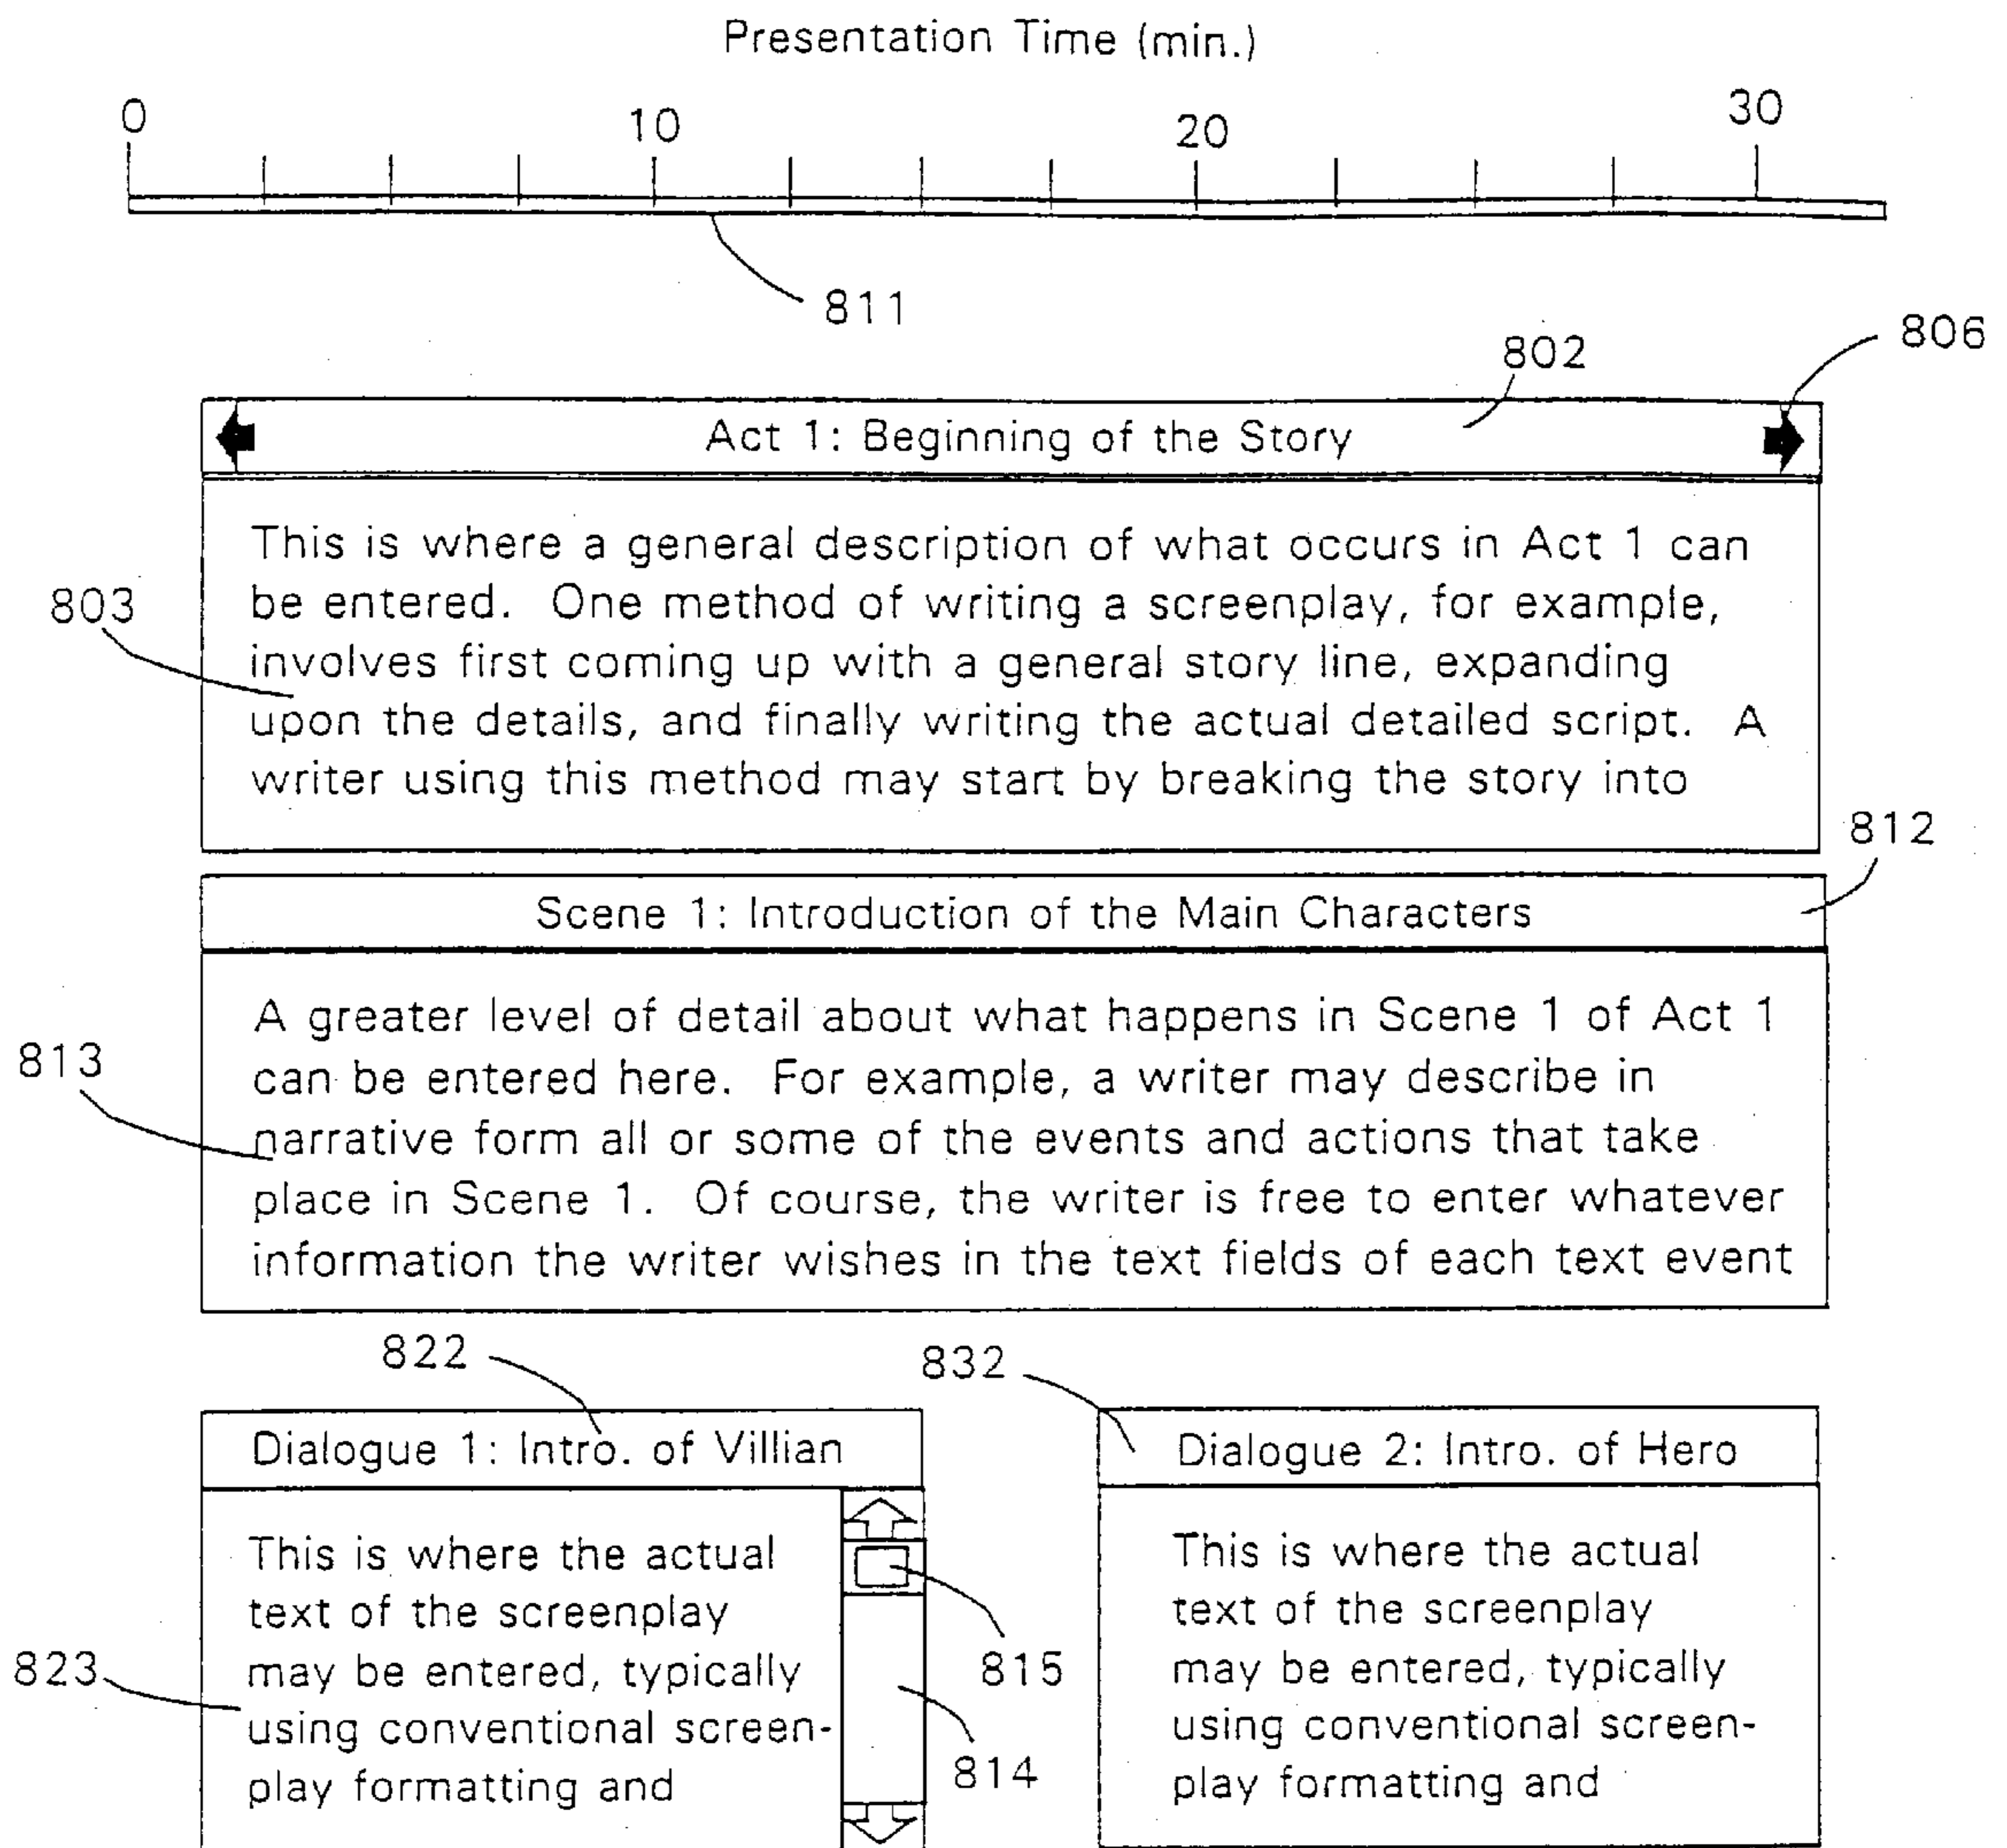 Presentation Time (min.)
0 10 20 30
811
806
802
Act 1: Beginning of the Story
This is where a general description of what occurs in Act 1 can
be entered. One method of writing a screenplay, for example,
803
involves first coming up with a general story line, expanding
upon the details, and finally writing the actual detailed script. A
writer using this method may start by breaking the story into
812
Scene 1: Introduction of the Main Characters
A greater level of detail about what happens in Scene 1 of Act 1
813
can be entered here. For example, a writer may describe in
narrative form all or some of the events and actions that take
place in Scene 1. Of course, the writer is free to enter whatever
information the writer wishes in the text fields of each text event
822
832
Dialogue 1: Intro. of Villian
This is where the actual
text of the screenplay
823
may be entered, typically
using conventional screen-
play formatting and
815
814
Dialogue 2: Intro. of Hero
This is where the actual
text of the screenplay
may be entered, typically
using conventional screen-
play formatting and